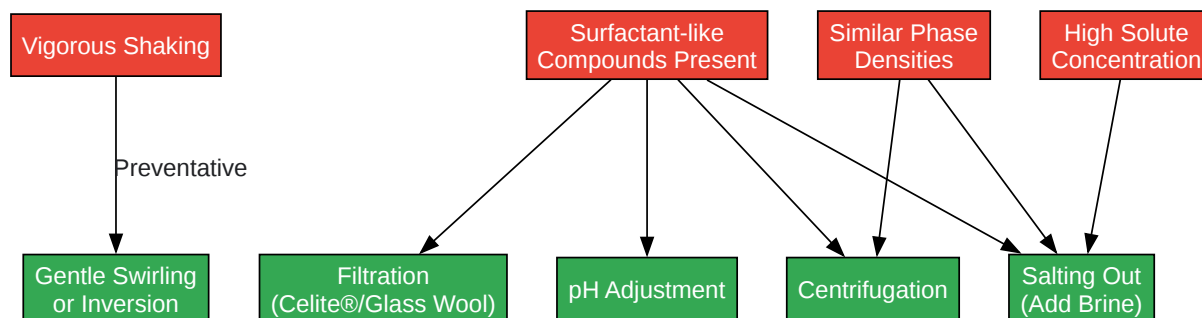 Vigorous Shaking
Surfactant-like
Compounds Present
Similar Phase
Densities
High Solute
Concentration
Preventative
Gentle Swirling
or Inversion
Filtration
(Celite®/Glass Wool)
pH Adjustment
Centrifugation
Salting Out
(Add Brine)